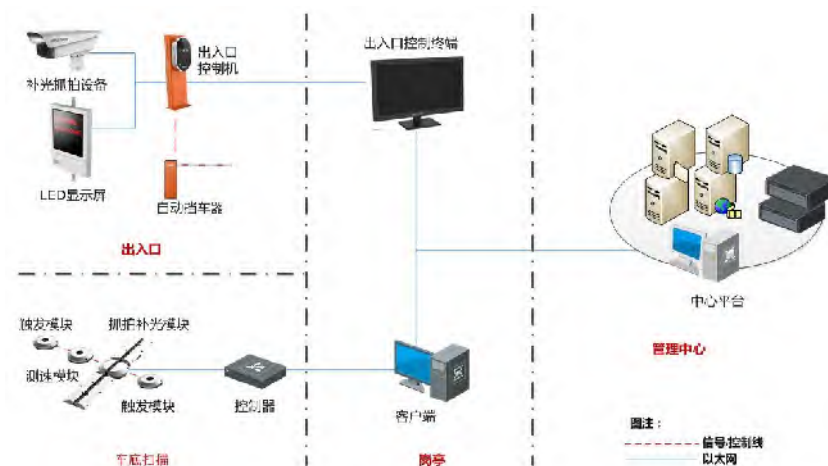 补光抓拍设备
LED显示屏
出入口
控制机
自动挡车器
出入口
出入口控制终端
触发模块
抓拍补光模块
测速模块
触发模块
控制器
车底扫描
客户端
岗亭
中心平台
管理中心
图注：
信号/控制线
以太网